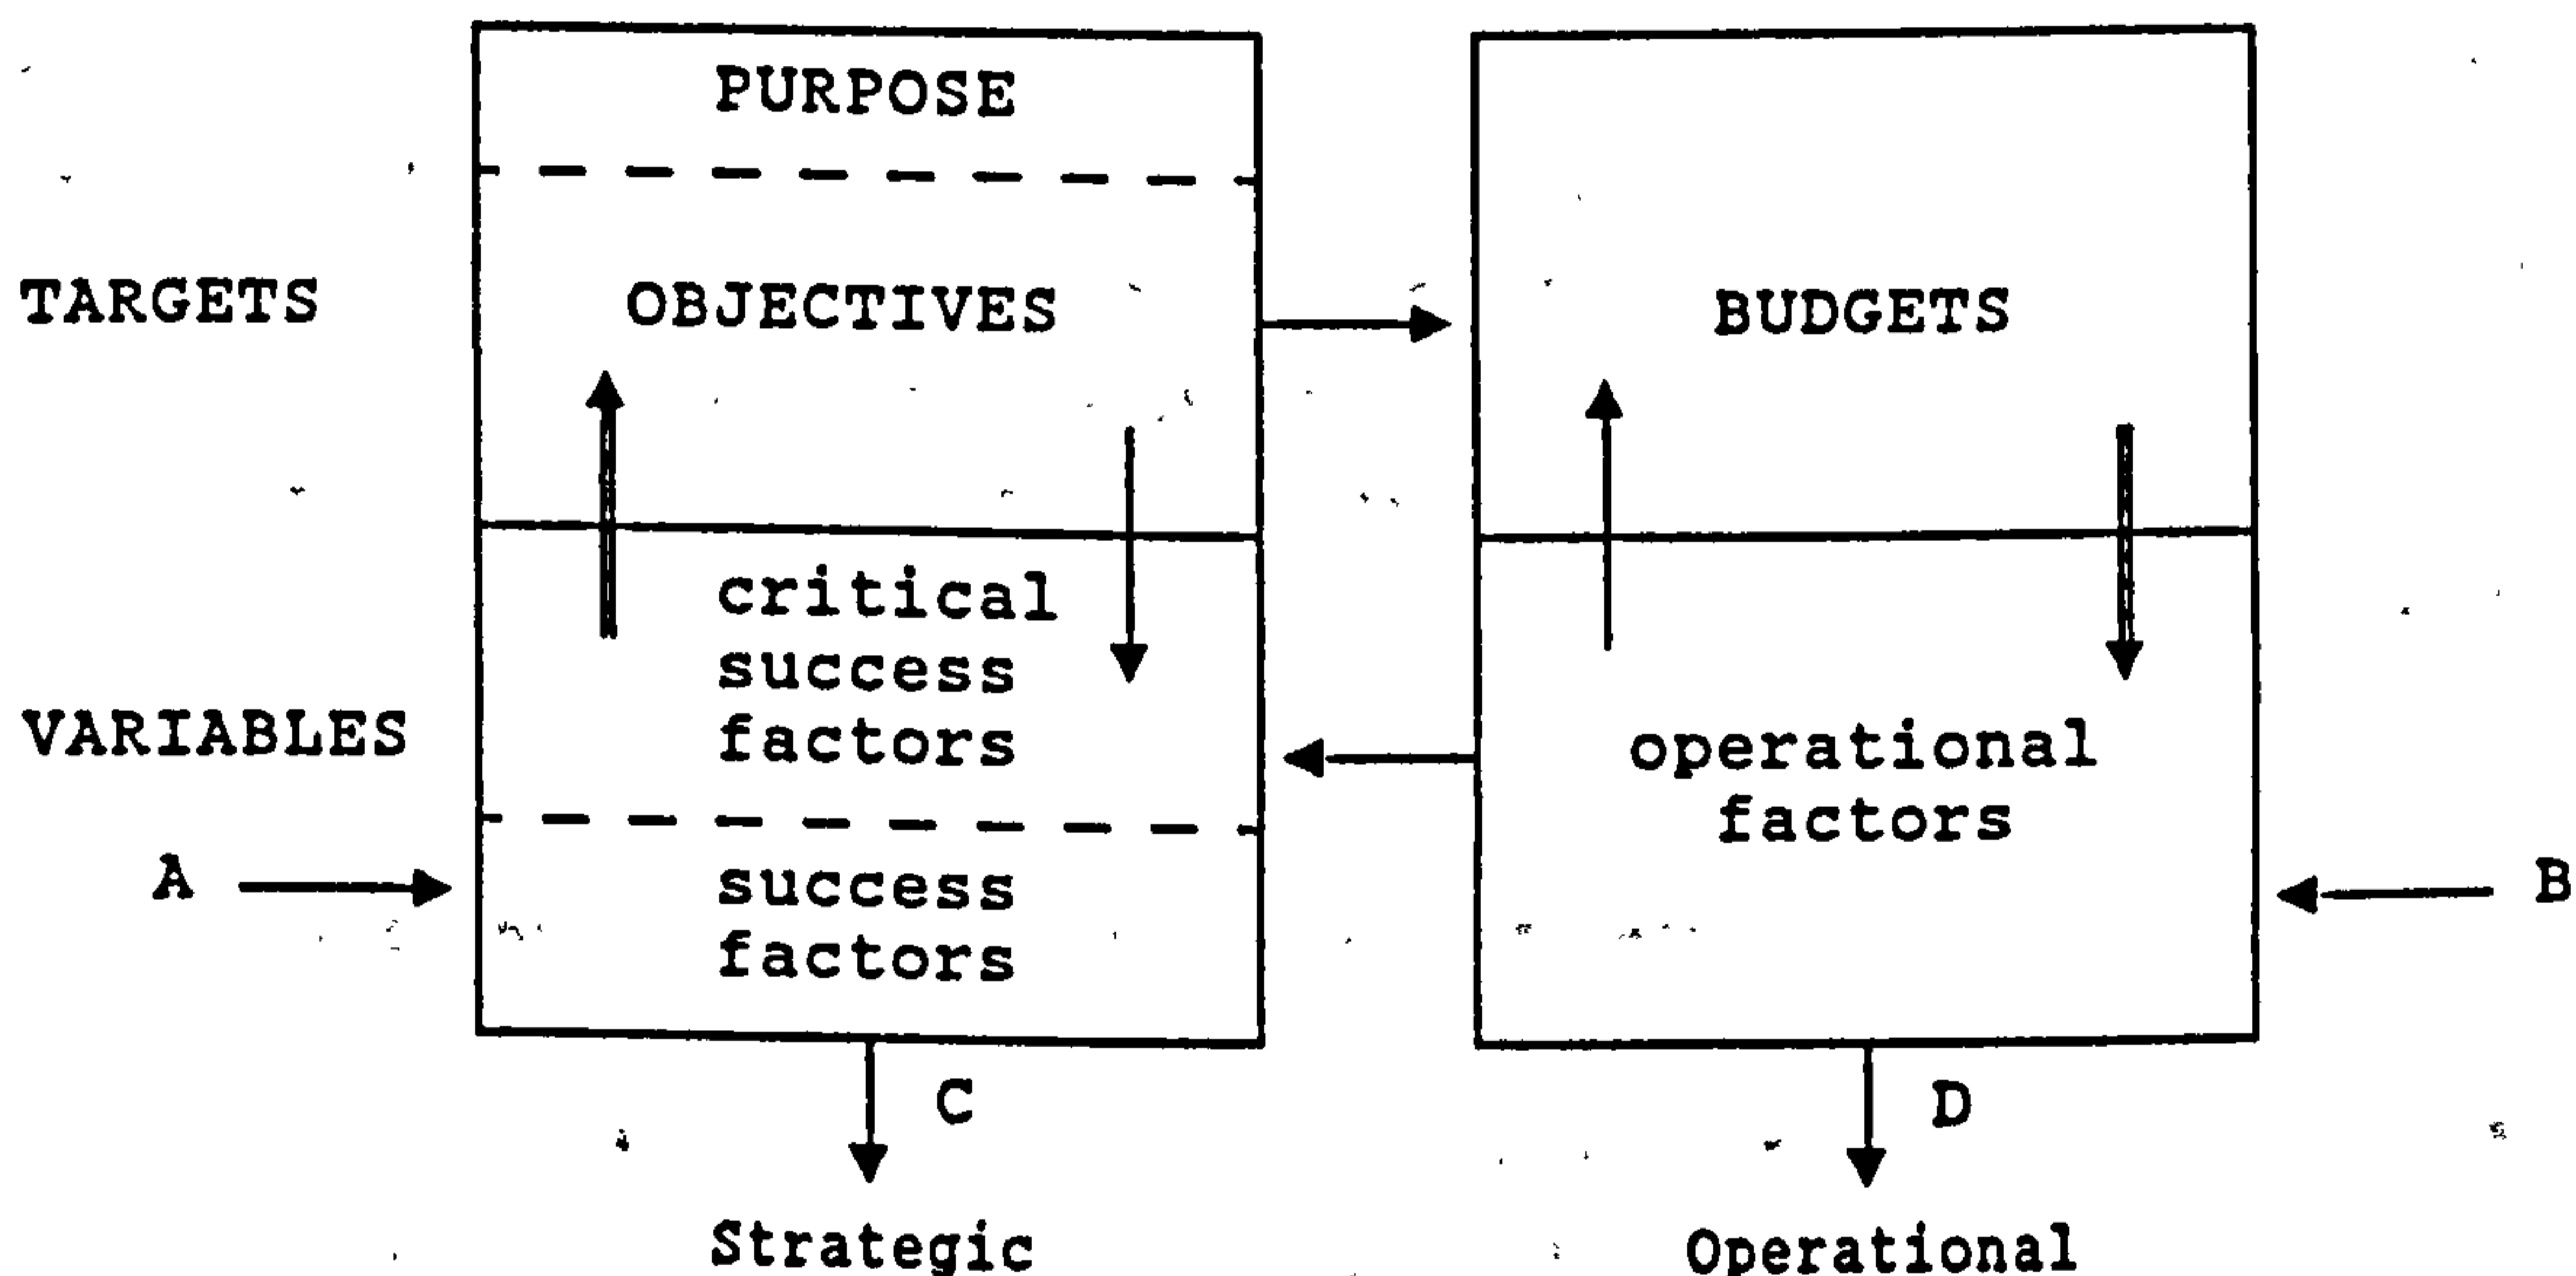 PURPOSE
TARGETS
OBJECTIVES
BUDGETS
critical
success
factors
VARIABLES
operational
factors
A
success
factors
B
C
D
Strategic
Operational